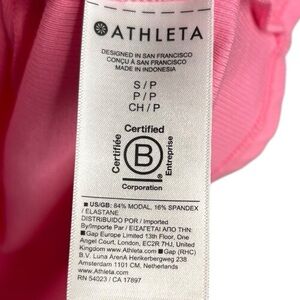 ATHLETA
DESIGNED IN SAN FRANCISCO
CONÇU À SAN FRANCISCO
MADE IN INDONESIA
S / P
P / P
CH / P
Certified
Certifiée
B
Entreprise
Corporation
■ US/GB: 84% MODAL, 16% SPANDEX
/ ELASTANE
DISTRIBUIDO POR / Imported
By/Importe Par / ΕΙΣΑΓΕΤΑΙ ΑΠΟ ΤΗΝ:
■ Gap Europe Limited 13th Floor, One
Angel Court, London, EC2R 7HJ, United
Kingdom www.Athleta.com ■ Gap (RHC)
B.V. Luna ArenA Herikerbergweg 238
Amsterdam 1101 CM, Netherlands
www.Athleta.com
RN 54023 / CA 17897